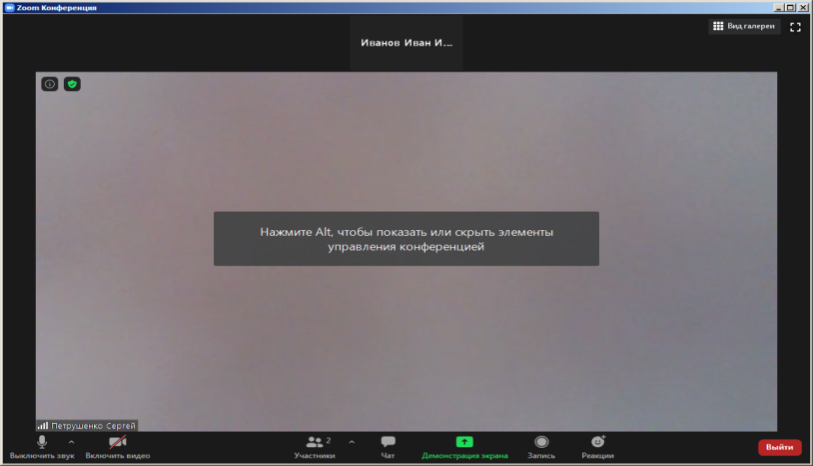 Zoom Конференция
Иванов Иван И...
Вид галереи
Нажмите Alt, чтобы показать или скрыть элементы
управления конференцией
Петрушенко Сергей
2
Выключить звук Включить видео Участники Чат Демонстрация экрана Запись Реакции Выйти